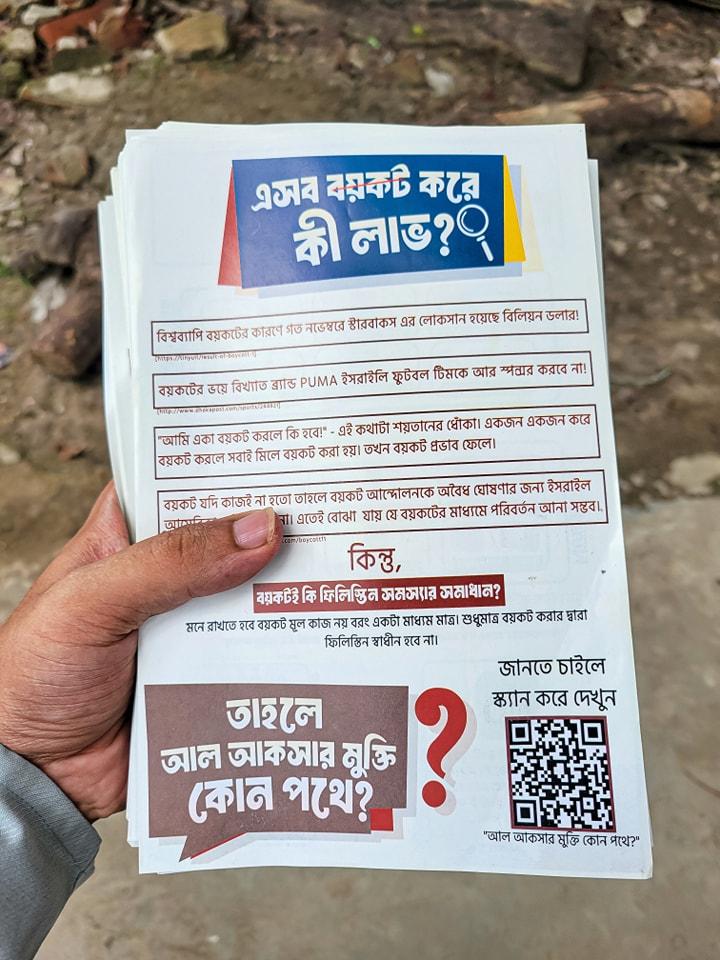 এসব বয়কট করে
কী লাভ?
বিশ্বব্যাপি বয়কটের কারণে গত নভেম্বরে স্টারবাকস এর লোকসান হয়েছে বিলিয়ন ডলার!
বয়কটের ভয়ে বিখ্যাত ব্র্যান্ড PUMA ইসরাইলি ফুটবল টিমকে আর স্পন্সর করবে না!
"আমি একা বয়কট করলে কি হবে!" - এই কথাটা শয়তানের ধোঁকা। একজন একজন করে
বয়কট করলে সবাই মিলে বয়কট করা হয়। তখন বয়কট প্রভাব ফেলে।
বয়কট যদি কাজই না হতো তাহলে বয়কট আন্দোলনকে অবৈধ ঘোষণার জন্য ইসরাইল
না। এতেই বোঝা যায় যে বয়কটের মাধ্যমে পরিবর্তন আনা সম্ভব।
কিন্তু,
বয়কটই কি ফিলিস্তিন সমস্যার সমাধান?
মনে রাখতে হবে বয়কট মূল কাজ নয় বরং একটা মাধ্যম মাত্র। শুধুমাত্র বয়কট করার দ্বারা
ফিলিস্তিন স্বাধীন হবে না।
জানতে চাইলে
স্ক্যান করে দেখুন
তাহলে
আল আকসার মুক্তি
কোন পথে?
?
"আল আকসার মুক্তি কোন পথে?"